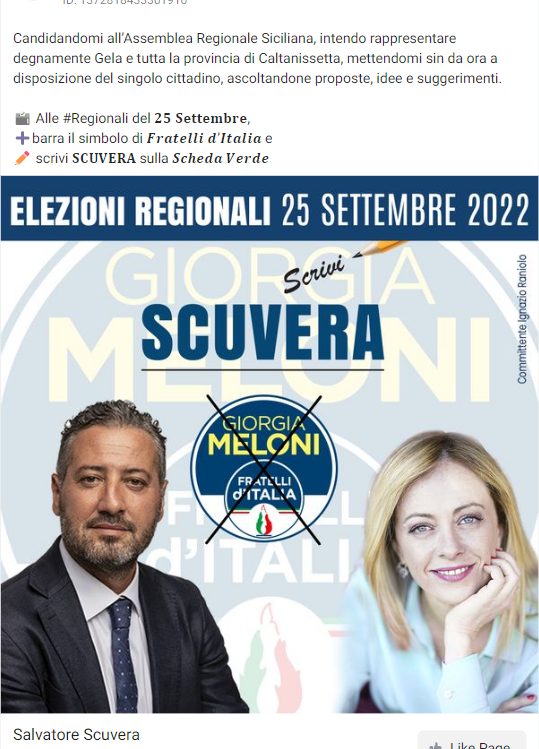 Candidandomi all'Assemblea Regionale Siciliana, intendo rappresentare
degnamente Gela e tutta la provincia di Caltanissetta, mettendomi sin da ora a
disposizione del singolo cittadino, ascoltandone proposte, idee e suggerimenti.
🗳 Alle #Regionali del 𝟐𝟓 𝐒𝐞𝐭𝐭𝐞𝐦𝐛𝐫𝐞,
➕barra il simbolo di 𝑭𝒓𝒂𝒕𝒆𝒍𝒍𝒊 𝒅'𝑰𝒕𝒂𝒍𝒊𝒂 e
✏️ scrivi 𝐒𝐂𝐔𝐕𝐄𝐑𝐀 sulla 𝑺𝒄𝒉𝒆𝒅𝒂 𝑽𝒆𝒓𝒅𝒆
ELEZIONI REGIONALI 25 SETTEMBRE 2022
GIORGIA
MELONI
Scrivi
SCUVERA
Committente Ignazio Raniolo
GIORGIA
MELONI
FRATELLI
d'ITALIA
FRATELLI
d'ITALIA
Salvatore Scuvera
Like Page